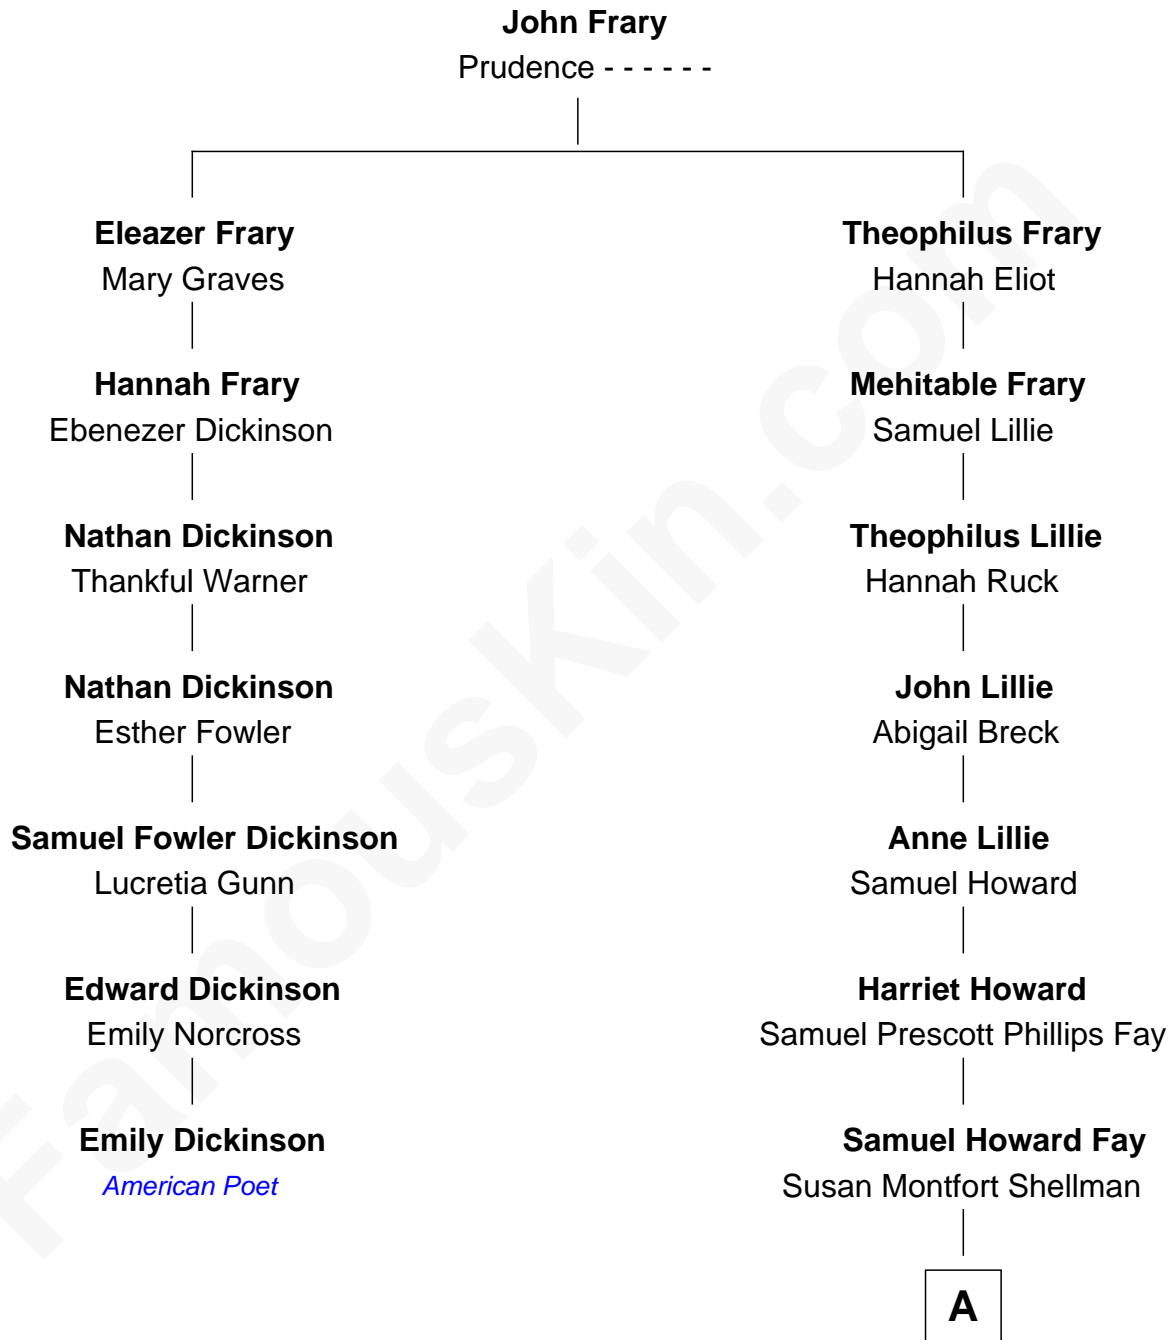 John Frary
Prudence - - - - - -
Eleazer Frary
Mary Graves
Theophilus Frary
Hannah Eliot
Hannah Frary
Ebenezer Dickinson
Mehitable Frary
Samuel Lillie
Nathan Dickinson
Thankful Warner
Theophilus Lillie
Hannah Ruck
Nathan Dickinson
Esther Fowler
John Lillie
Abigail Breck
Samuel Fowler Dickinson
Lucretia Gunn
Anne Lillie
Samuel Howard
Edward Dickinson
Emily Norcross
Harriet Howard
Samuel Prescott Phillips Fay
Emily Dickinson
American Poet
Samuel Howard Fay
Susan Montfort Shellman
A
FamousKin.com